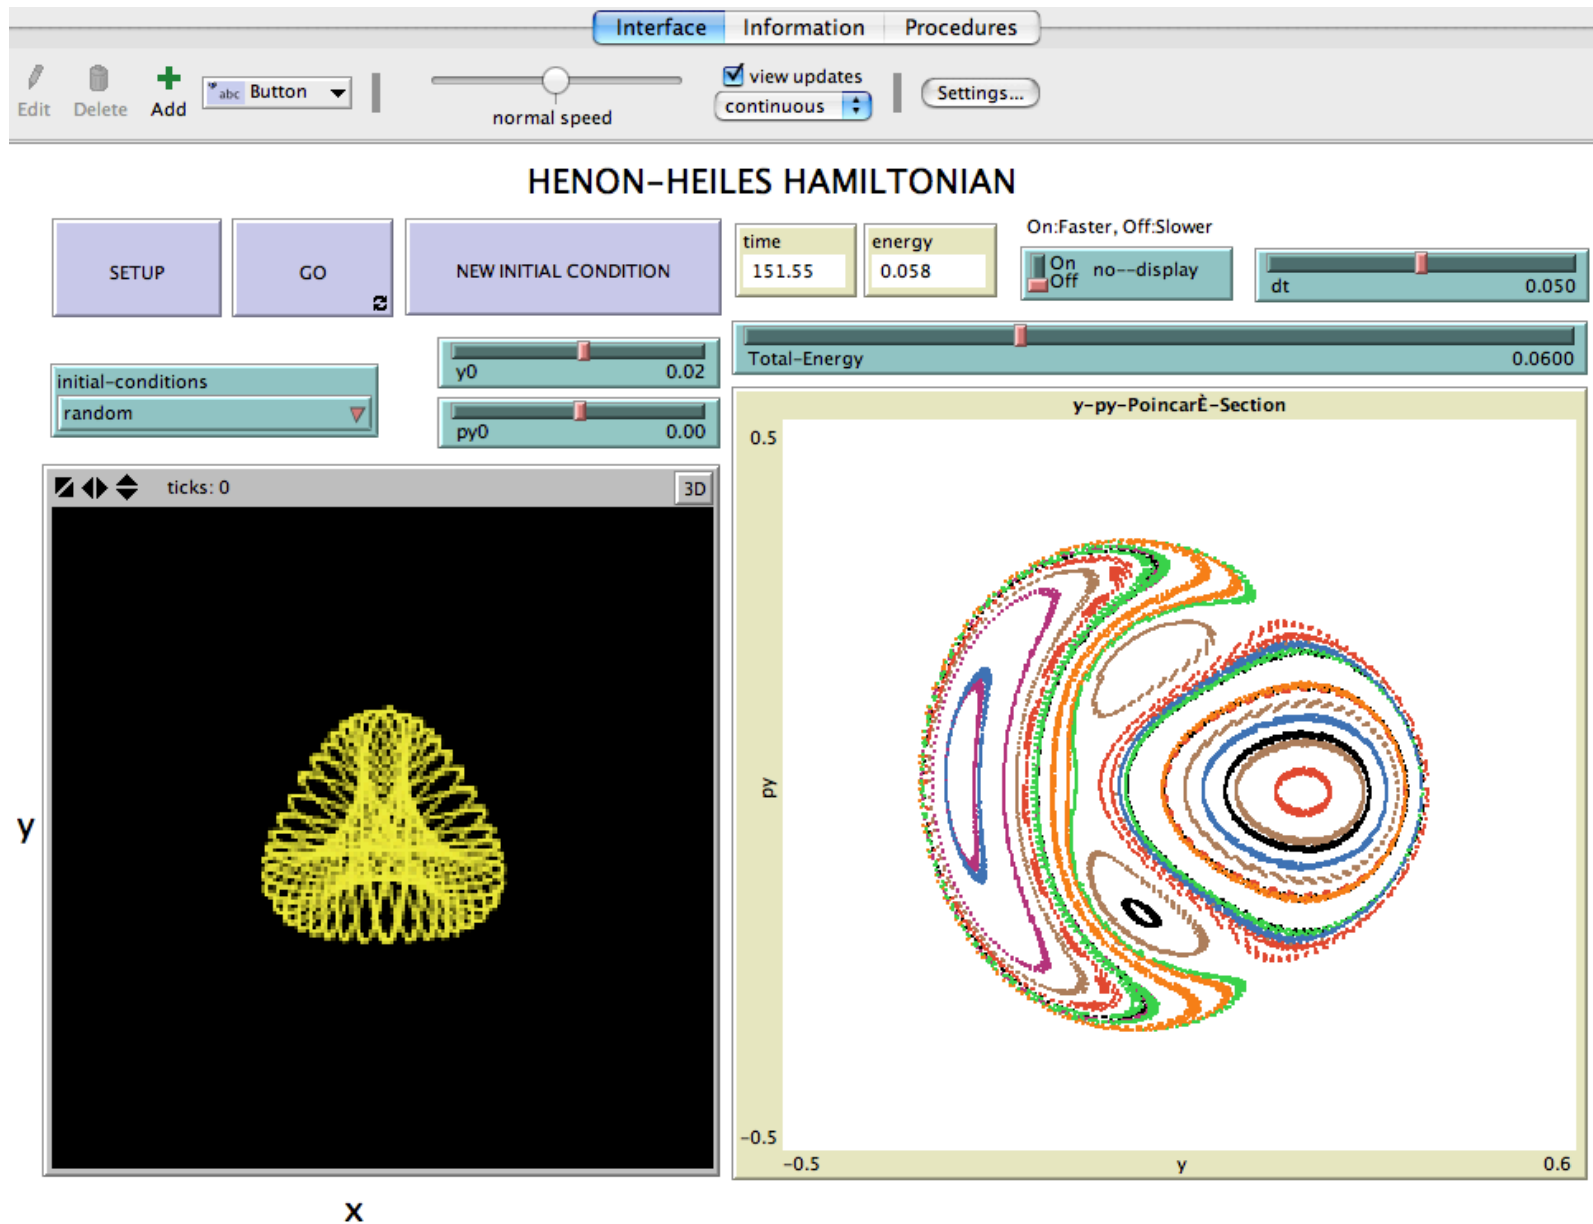 Interface Information Procedures
Edit Delete Add abc Button normal speed view updates continuous Settings...
HENON-HEILES HAMILTONIAN
SETUP
GO
NEW INITIAL CONDITION
time
151.55
energy
0.058
On:Faster, Off:Slower
On
Off
no--display
dt 0.050
Total-Energy 0.0600
initial-conditions
random
y0 0.02
py0 0.00
ticks: 0
3D
y
x
y-py-PoincarÈ-Section
0.5
py
-0.5
-0.5 y 0.6